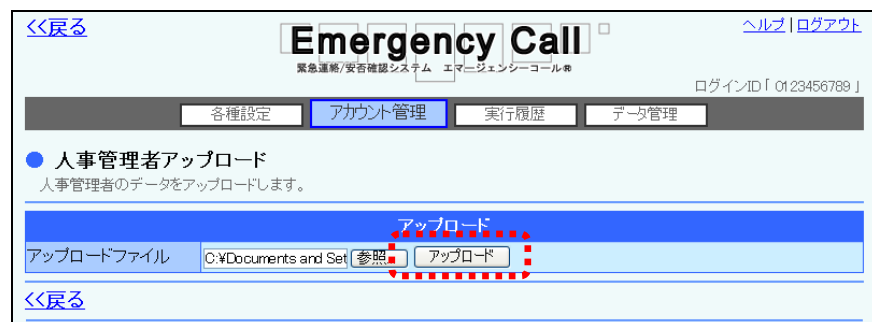 <<戻る
ヘルプ | ログアウト
Emergency Call
緊急連絡/安否確認システム エマージェンシーコール®
ログインID「 0123456789 」
各種設定 アカウント管理 実行履歴 データ管理
● 人事管理者アップロード
人事管理者のデータをアップロードします。
アップロード
アップロードファイル C:¥Documents and Set 参照... アップロード
<<戻る